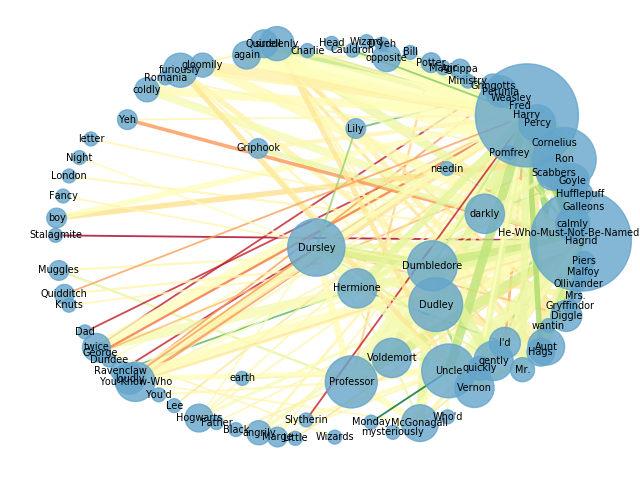 Head
Wizard
D'yeh
Quirrell
suddenly
Charlie
Cauldron
Bill
again
opposite
Potter
gloomily
Magic
Agrippa
furiously
Romania
Ministry
Gringotts
coldly
Petunia
Weasley
Fred
Harry
Yeh
Percy
Lily
letter
Cornelius
Griphook
Pomfrey
Night
Ron
needin
Scabbers
London
Goyle
Fancy
Hufflepuff
Galleons
boy
darkly
calmly
Stalagmite
He-Who-Must-Not-Be-Named
Hagrid
Dursley
Piers
Muggles
Dumbledore
Malfoy
Ollivander
Hermione
Quidditch
Mrs.
Knuts
Dudley
Gryffindor
Diggle
wantin
Dad
I'd
twice
Aunt
George
Hags
Voldemort
Dundee
gently
Ravenclaw
Uncle
quickly
Mr.
earth
loudly
You-Know-Who
Professor
Vernon
You'd
Lee
Hogwarts
Slytherin
Who'd
Father
Monday
McGonagall
Black
mysteriously
angrily
Marge
Little
Wizards